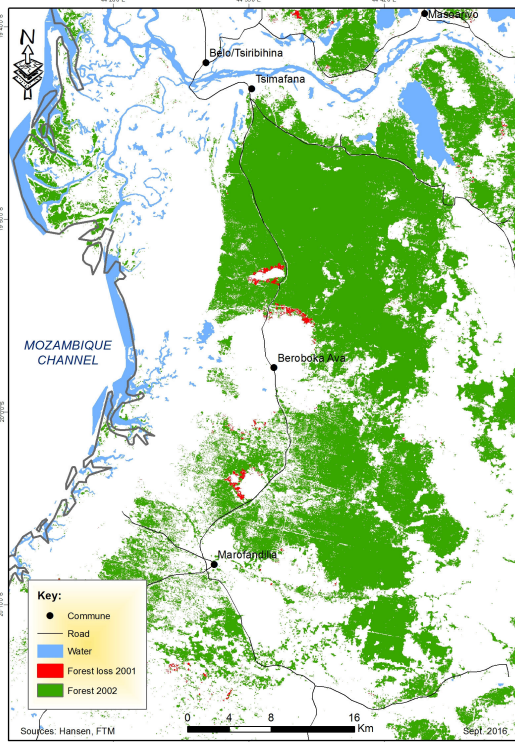 N
Masoarivo
Belo/Tsiribihina
Tsimafana
MOZAMBIQUE
CHANNEL
Beroboka Ava
Marofandilia
Key:
Commune
Road
Water
Forest loss 2001
Forest 2002
0 4 8 16
Km
Sources: Hansen, FTM
Sept. 2016